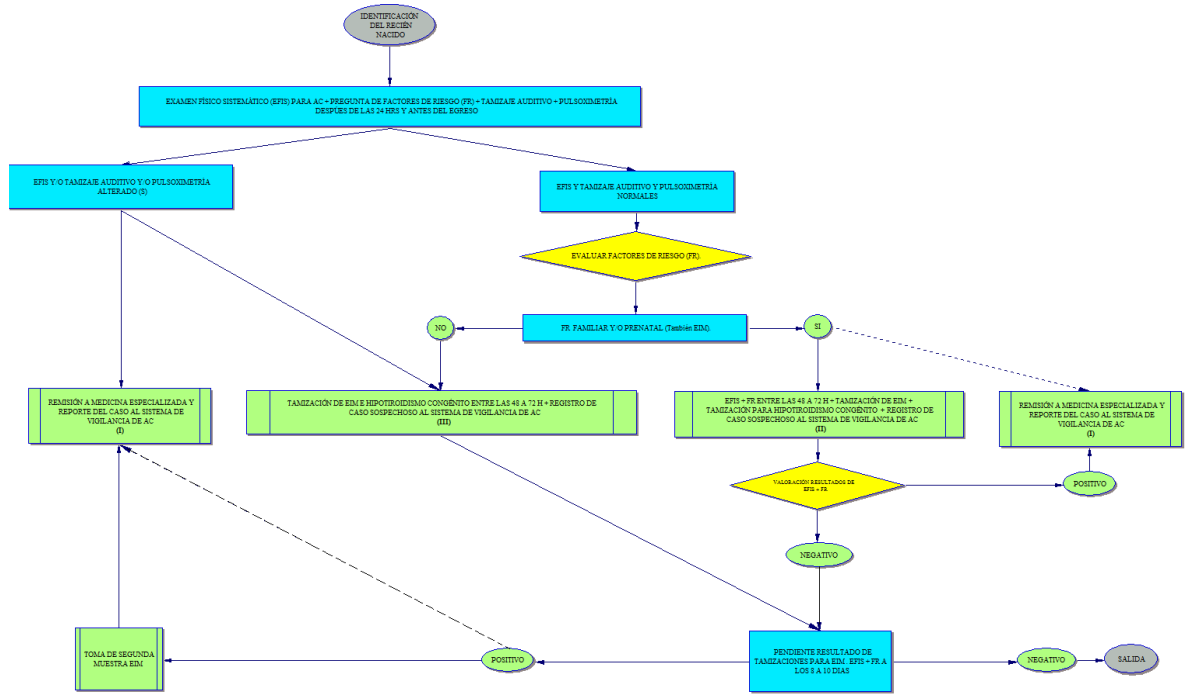 IDENTIFICACIÓN
DEL RECIÉN
NACIDO
EXAMEN FÍSICO SISTEMÁTICO (EFIS) PARA AC + PREGUNTA DE FACTORES DE RIESGO (FR) + TAMIZAJE AUDITIVO + PULSOXIMETRÍA
DESPÚES DE LAS 24 HRS Y ANTES DEL EGRESO
EFIS Y/O TAMIZAJE AUDITIVO Y/O PULSOXIMETRÍA
ALTERADO (S)
EFIS Y TAMIZAJE AUDITIVO Y PULSOXIMETRÍA
NORMALES
EVALUAR FACTORES DE RIESGO (FR).
NO
FR FAMILIAR Y/O PRENATAL (También EIM).
SI
REMISIÓN A MEDICINA ESPECIALIZADA Y
REPORTE DEL CASO AL SISTEMA DE
VIGILANCIA DE AC
(I)
TAMIZACIÓN DE EIM E HIPOTIROIDISMO CONGÉNITO ENTRE LAS 48 A 72 H + REGISTRO DE
CASO SOSPECHOSO AL SISTEMA DE VIGILANCIA DE AC
(III)
EFIS + FR ENTRE LAS 48 A 72 H + TAMIZACIÓN DE EIM +
TAMIZACIÓN PARA HIPOTIROIDISMO CONGÉNITO + REGISTRO DE
CASO SOSPECHOSO AL SISTEMA DE VIGILANCIA DE AC
(II)
REMISIÓN A MEDICINA ESPECIALIZADA Y
REPORTE DEL CASO AL SISTEMA DE
VIGILANCIA DE AC
(I)
VALORACIÓN RESULTADOS DE
EFIS + FR
POSITIVO
NEGATIVO
TOMA DE SEGUNDA
MUESTRA EIM
POSITIVO
PENDIENTE RESULTADO DE
TAMIZACIONES PARA EIM . EFIS + FR A
LOS 8 A 10 DIAS
NEGATIVO
SALIDA